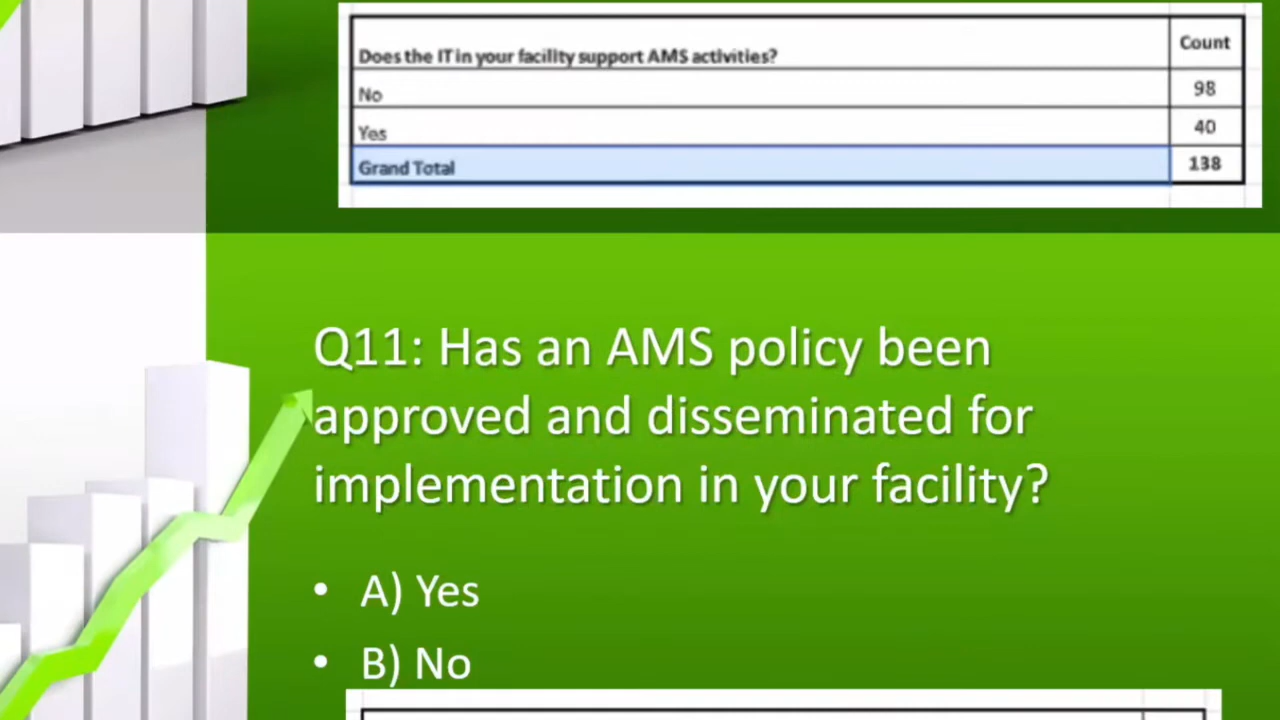 Does the IT in your facility support AMS activities? Count
No 98
Yes 40
Grand Total 138
Q11: Has an AMS policy been
approved and disseminated for
implementation in your facility?
• A) Yes
• B) No